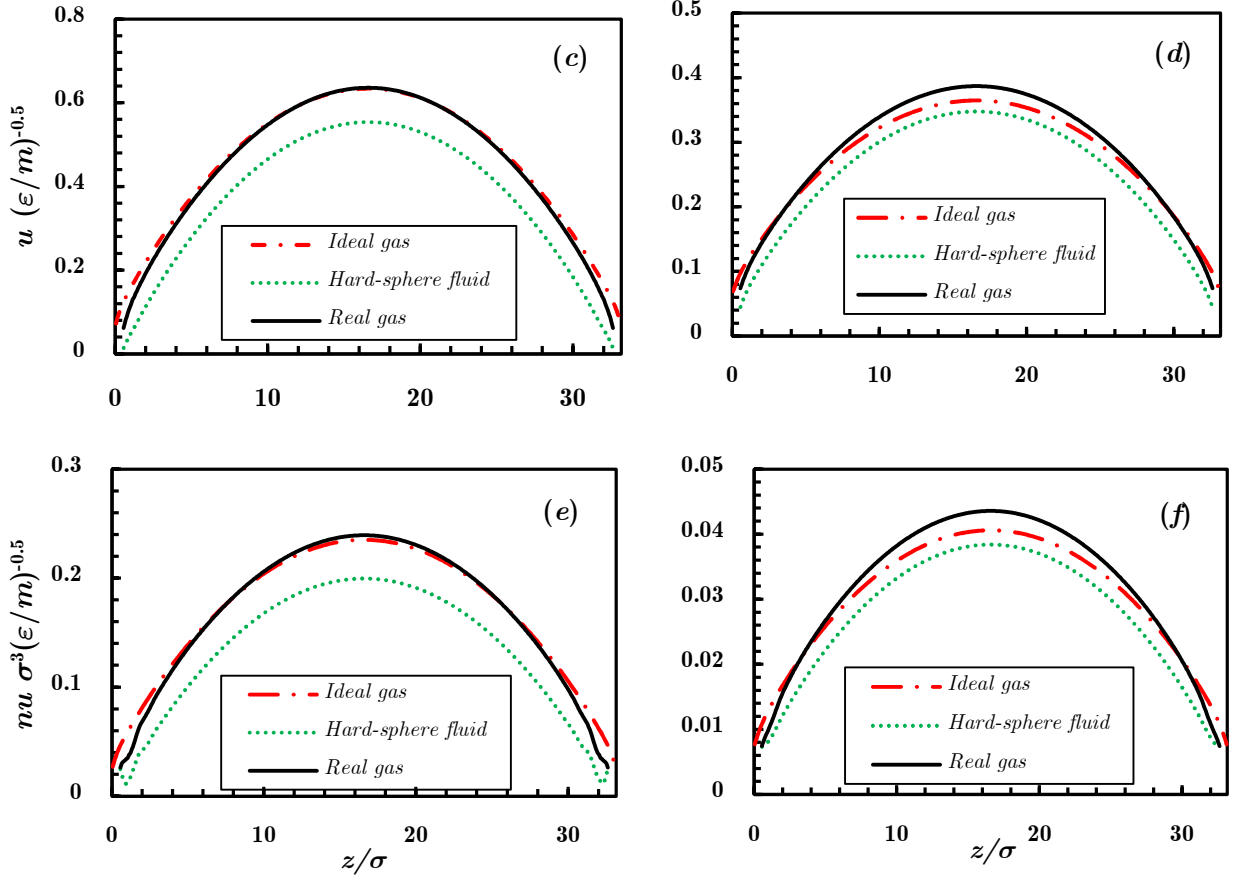 (c)
0.8
0.6
0.4
0.2
0
u (ε/m)-0.5
Ideal gas
Hard-sphere fluid
Real gas
0 10 20 30
(d)
0.5
0.4
0.3
0.2
0.1
0
Ideal gas
Hard-sphere fluid
Real gas
0 10 20 30
(e)
0.3
0.2
0.1
0
nu σ³(ε/m)-0.5
Ideal gas
Hard-sphere fluid
Real gas
0 10 20 30
z/σ
(f)
0.05
0.04
0.03
0.02
0.01
0
Ideal gas
Hard-sphere fluid
Real gas
0 10 20 30
z/σ